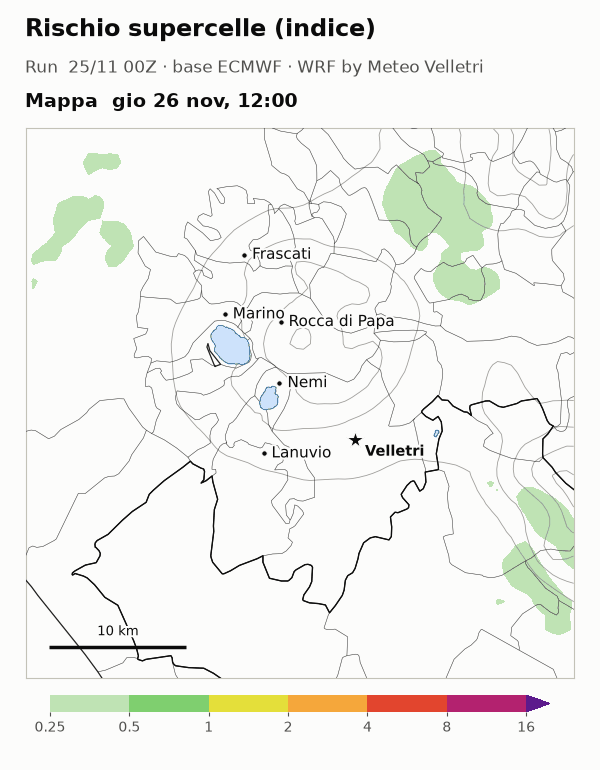 Rischio supercelle (indice)
Run  25/11 00Z · base ECMWF · WRF by Meteo Velletri
Mappa  gio 26 nov, 12:00
Frascati
Marino
Rocca di Papa
Nemi
Velletri
Lanuvio
10 km
0.25 0.5 1 2 4 8 16